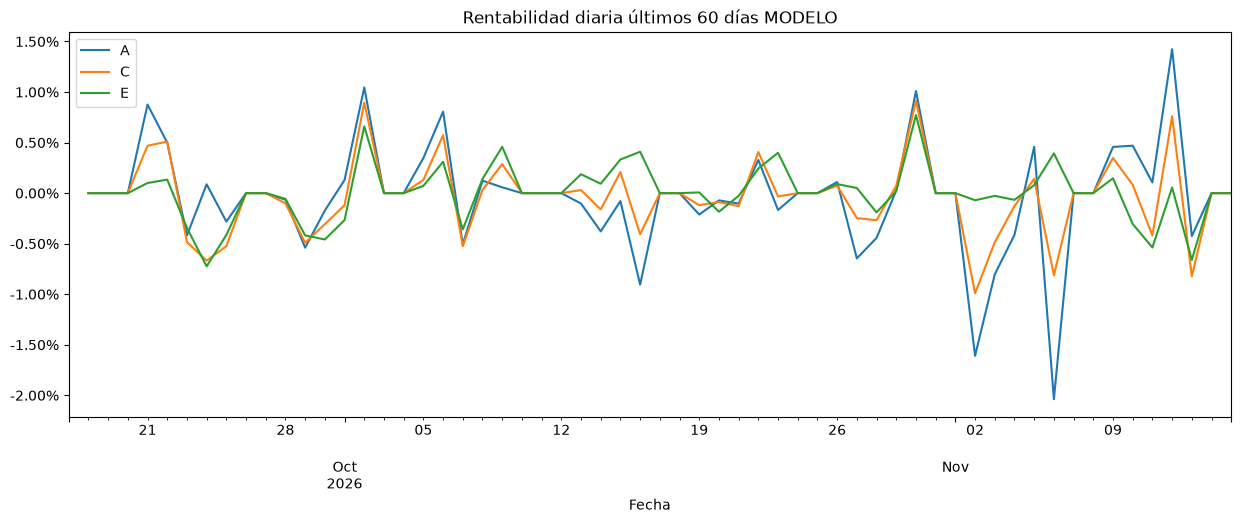 Rentabilidad diaria últimos 60 días MODELO
1.50%
1.00%
0.50%
0.00%
-0.50%
-1.00%
-1.50%
-2.00%
A
C
E
21 28 05 12 19 26 02 09
Oct Nov
2026
Fecha